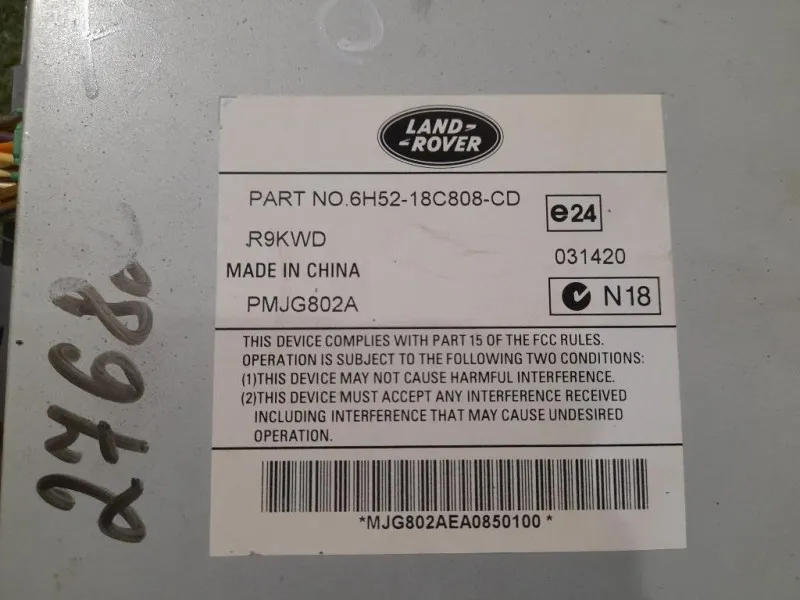 LAND-
-ROVER
PART NO.6H52-18C808-CD
e24
R9KWD
031420
MADE IN CHINA
N18
PMJG802A
THIS DEVICE COMPLIES WITH PART 15 OF THE FCC RULES.
OPERATION IS SUBJECT TO THE FOLLOWING TWO CONDITIONS:
(1)THIS DEVICE MAY NOT CAUSE HARMFUL INTERFERENCE.
(2)THIS DEVICE MUST ACCEPT ANY INTERFERENCE RECEIVED
INCLUDING INTERFERENCE THAT MAY CAUSE UNDESIRED
OPERATION.
*MJG802AEA0850100*
2768